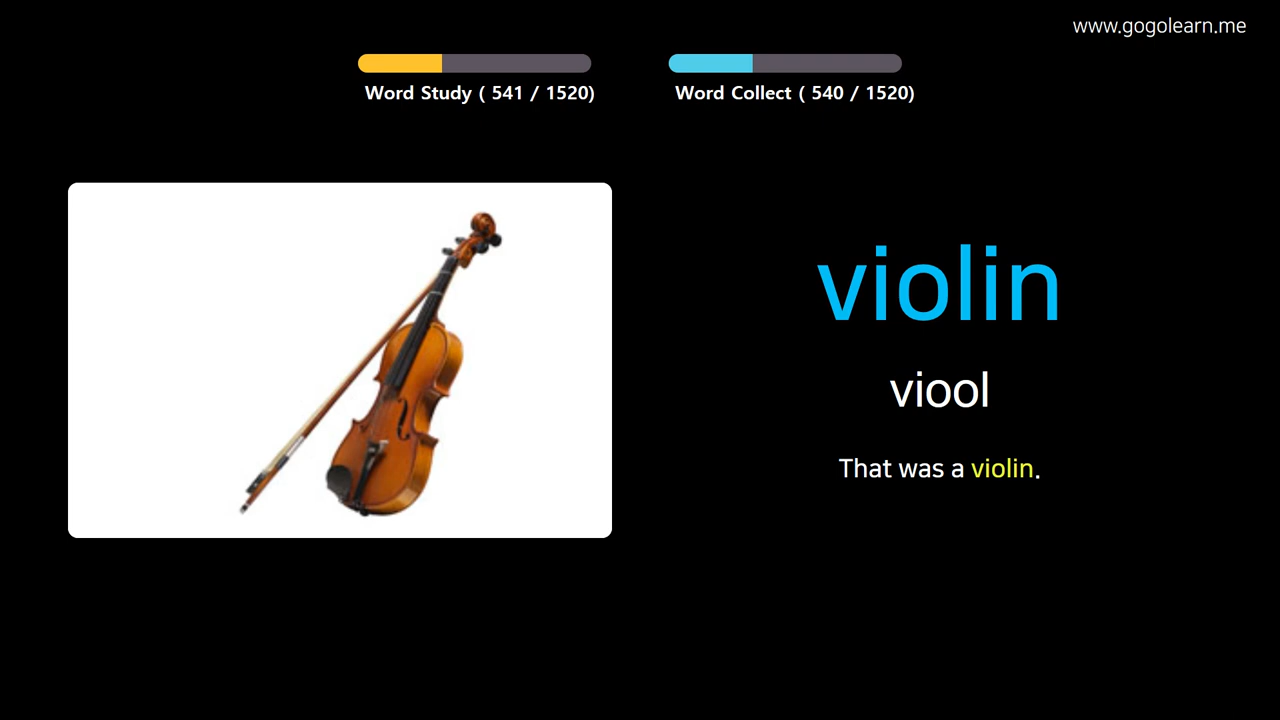 www.gogolearn.me
Word Study ( 541 / 1520)
Word Collect ( 540 / 1520)
violin
viool
That was a violin.